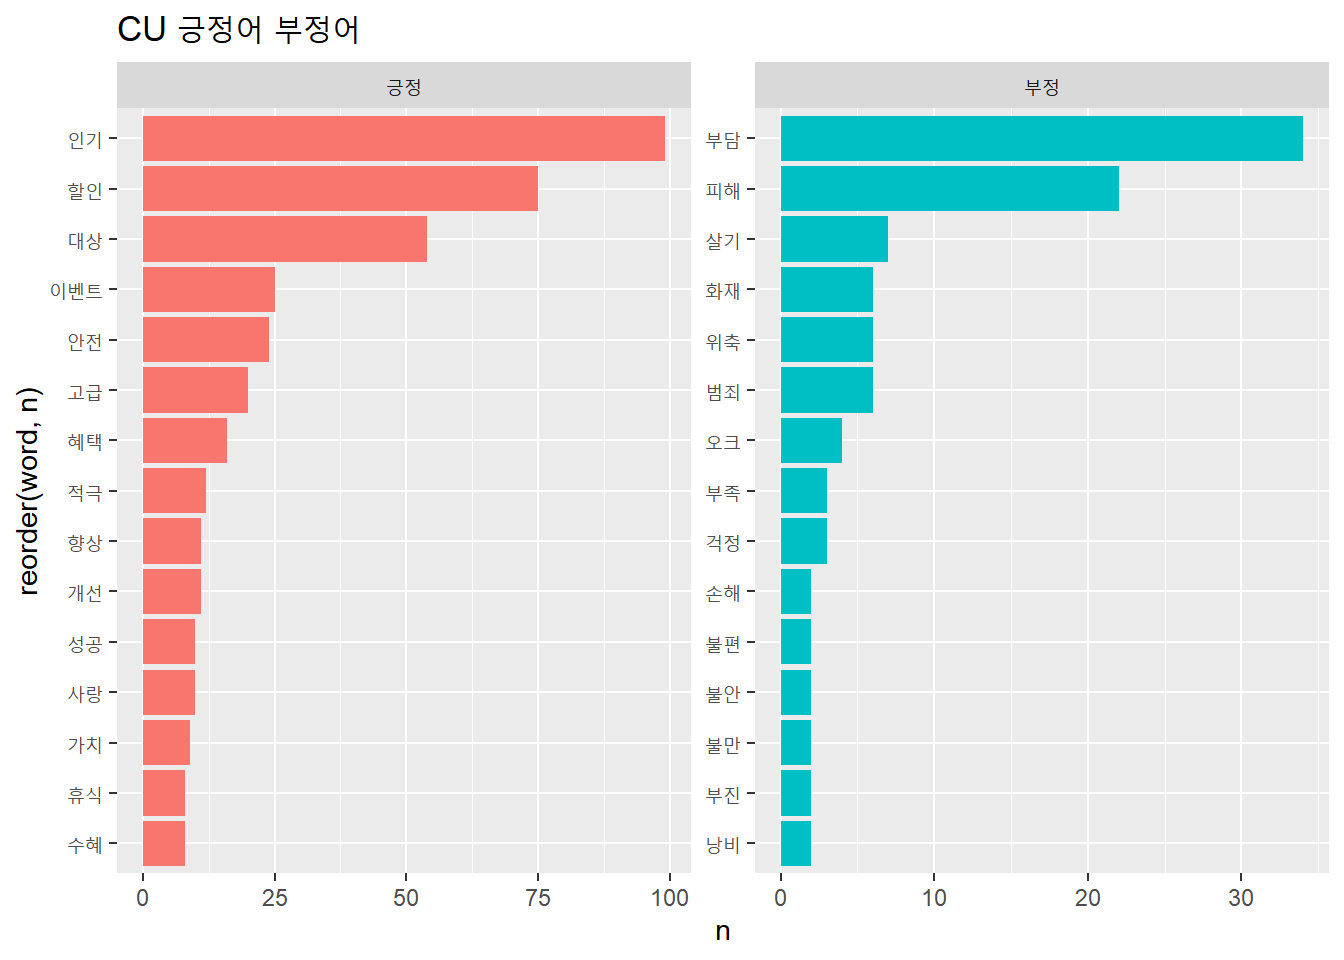 CU 긍정어 부정어
긍정
부정
reorder(word, n)
인기
할인
대상
이벤트
안전
고급
혜택
적극
향상
개선
성공
사랑
가치
휴식
수혜
0 25 50 75 100
부담
피해
살기
화재
위축
범죄
오크
부족
걱정
손해
불편
불안
불만
부진
낭비
0 10 20 30
n